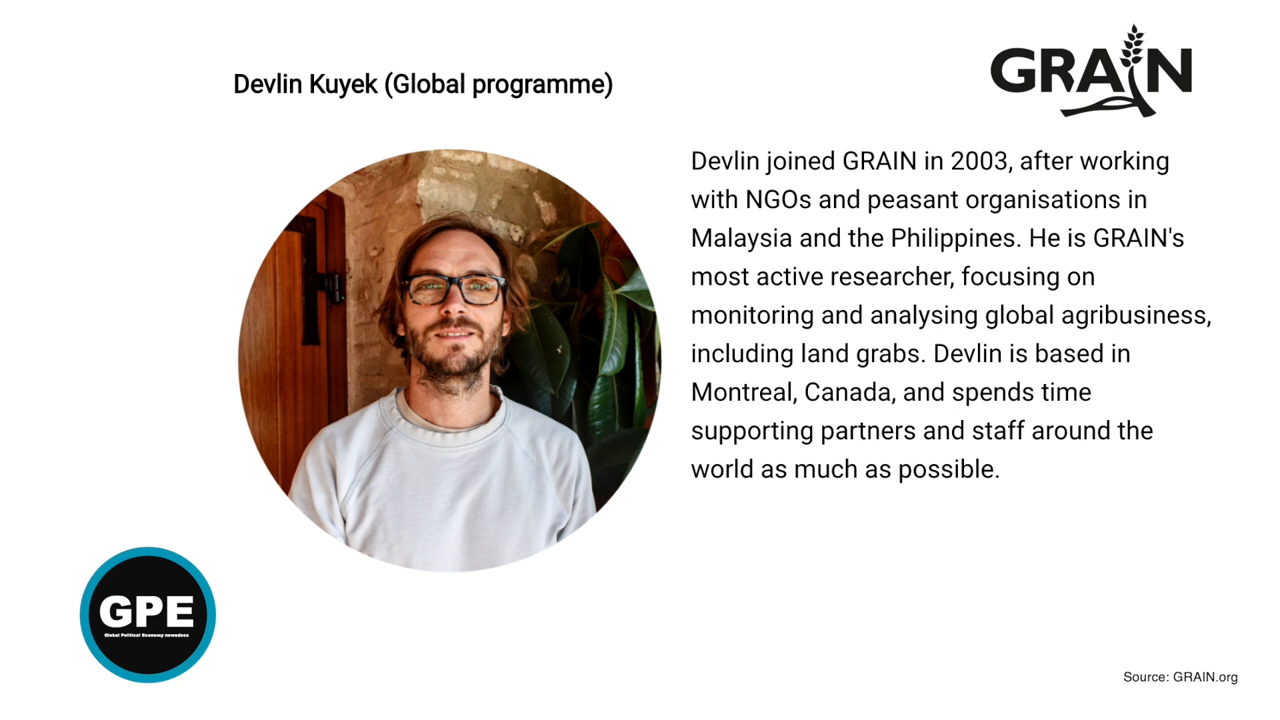 GRAIN
Devlin Kuyek (Global programme)
Devlin joined GRAIN in 2003, after working
with NGOs and peasant organisations in
Malaysia and the Philippines. He is GRAIN's
most active researcher, focusing on
monitoring and analysing global agribusiness,
including land grabs. Devlin is based in
Montreal, Canada, and spends time
supporting partners and staff around the
world as much as possible.
GPE
Global Political Economy newsdocs
Source: GRAIN.org